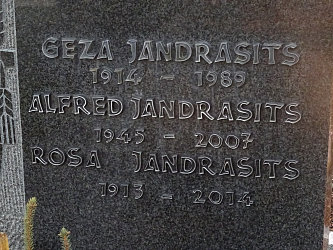 GEZA JANDRASITS
1914 - 1989
ALFRED JANDRASITS
1945 - 2007
ROSA JANDRASITS
1913 - 2014